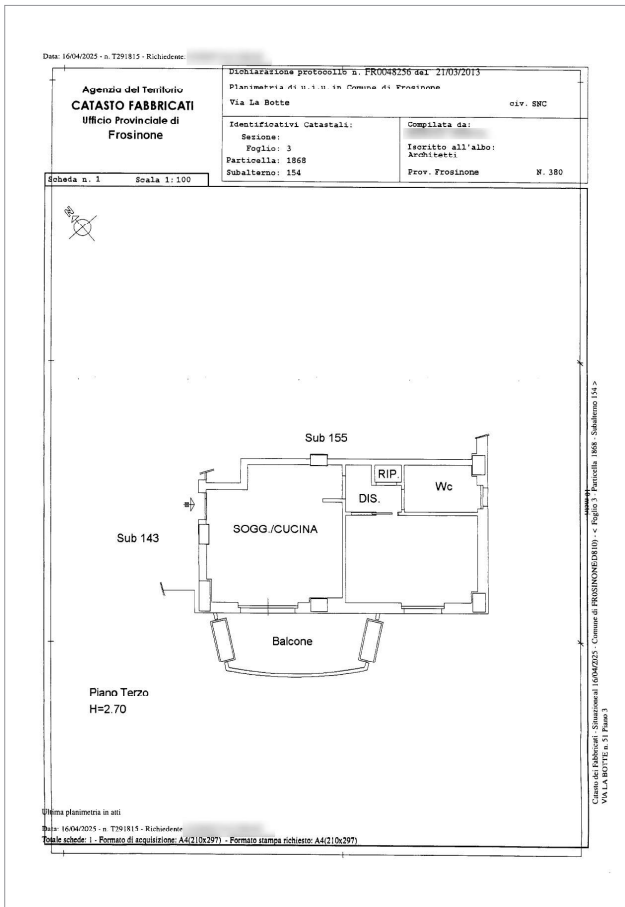 Data: 16/04/2025 - n. T291815 - Richiedente:
Agenzia del Territorio
CATASTO FABBRICATI
Ufficio Provinciale di
Frosinone
Dichiarazione protocollo n. FR0048256 del 21/03/2013
Planimetria di u.i.u.in Comune di Frosinone
Via La Botte
civ. SNC
Identificativi Catastali:
Sezione:
Foglio: 3
Particella: 1868
Subalterno: 154
Compilata da:
Iscritto all'albo:
Architetti
Prov. Frosinone
N. 380
Scheda n. 1
Scala 1:100
Sub 155
RIP.
Wc
DIS.
SOGG./CUCINA
Sub 143
Balcone
Piano Terzo
H=2.70
Ultima planimetria in atti
Data: 16/04/2025 - n. T291815 - Richiedente
Totale schede: 1 - Formato di acquisizione: A4(210x297) - Formato stampa richiesto: A4(210x297)
Catasto dei Fabbricati - Situazione al 16/04/2025 - Comune di FROSINONE(D810) - < Foglio 3 - Particella 1868 - Subalterno 154 >
VIA LA BOTTE n. 51 Piano 3